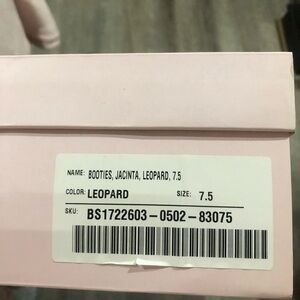 NAME: BOOTIES, JACINTA, LEOPARD, 7.5
COLOR: LEOPARD SIZE: 7.5
SKU: BS1722603-0502-83075